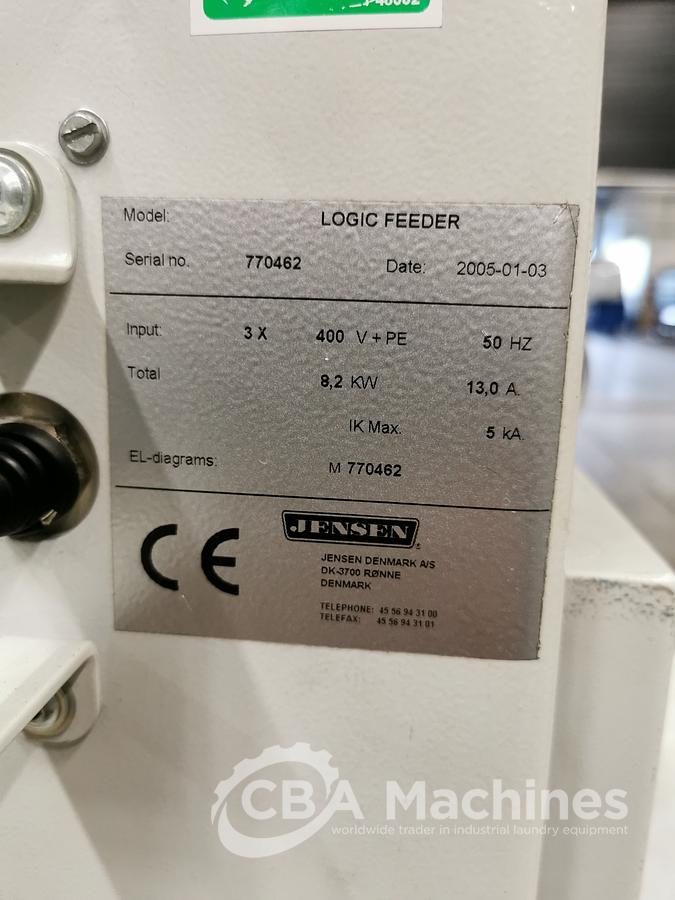 Model: LOGIC FEEDER
Serial no. 770462 Date: 2005-01-03
Input: 3 X 400 V + PE 50 HZ
Total 8,2 KW 13,0 A.
IK Max. 5 kA.
EL-diagrams: M 770462
CE
JENSEN
JENSEN DENMARK A/S
DK-3700 RØNNE
DENMARK
TELEPHONE: 45 56 94 31 00
TELEFAX: 45 56 94 31 01
CBA Machines
worldwide trader in industrial laundry equipment